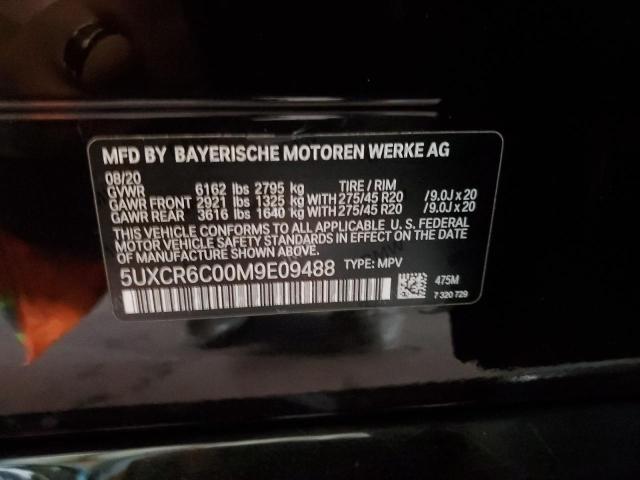 MFD BY BAYERISCHE MOTOREN WERKE AG
08/20
GVWR 6162 lbs 2795 kg TIRE / RIM
GAWR FRONT 2921 lbs 1325 kg WITH 275/45 R20 /9.0J x 20
GAWR REAR 3616 lbs 1640 kg WITH 275/45 R20 /9.0J x 20
THIS VEHICLE CONFORMS TO ALL APPLICABLE U. S. FEDERAL
MOTOR VEHICLE SAFETY STANDARDS IN EFFECT ON THE DATE
OF MANUFACTURE SHOWN ABOVE.
5UXCR6C00M9E09488 TYPE: MPV
475M
7 320 729